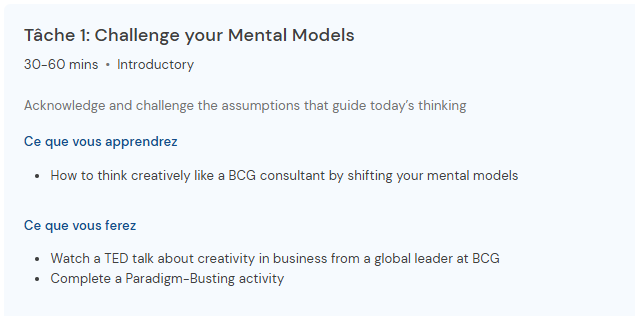 Tâche 1: Challenge your Mental Models
30-60 mins • Introductory
Acknowledge and challenge the assumptions that guide today's thinking
Ce que vous apprendrez
• How to think creatively like a BCG consultant by shifting your mental models
Ce que vous ferez
• Watch a TED talk about creativity in business from a global leader at BCG
• Complete a Paradigm-Busting activity